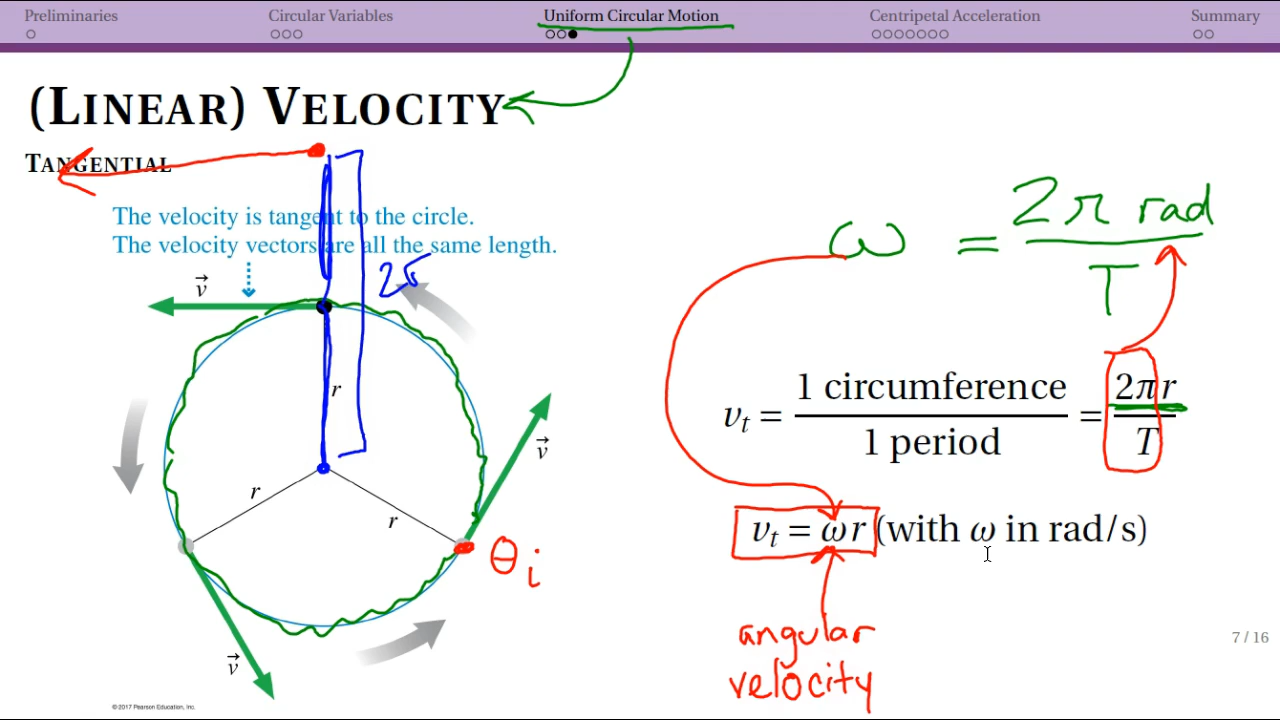 Preliminaries Circular Variables Uniform Circular Motion Centripetal Acceleration Summary
(LINEAR) VELOCITY
TANGENTIAL
The velocity is tangent to the circle.
The velocity vectors are all the same length.
2r
v⃗
r
v⃗
r
r
θi
v⃗
ω = 2π rad / T
vt = 1 circumference / 1 period = 2πr / T
vt = ωr (with ω in rad/s)
angular
velocity
7 / 16
© 2017 Pearson Education, Inc.